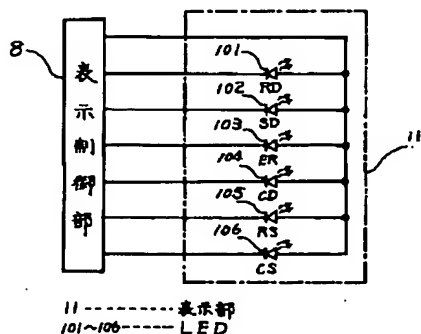 8
表示制御部
101
RD
102
SD
103
ER
104
CD
105
RS
106
CS
11
11 -------- 表示部
101~106 ------ LED